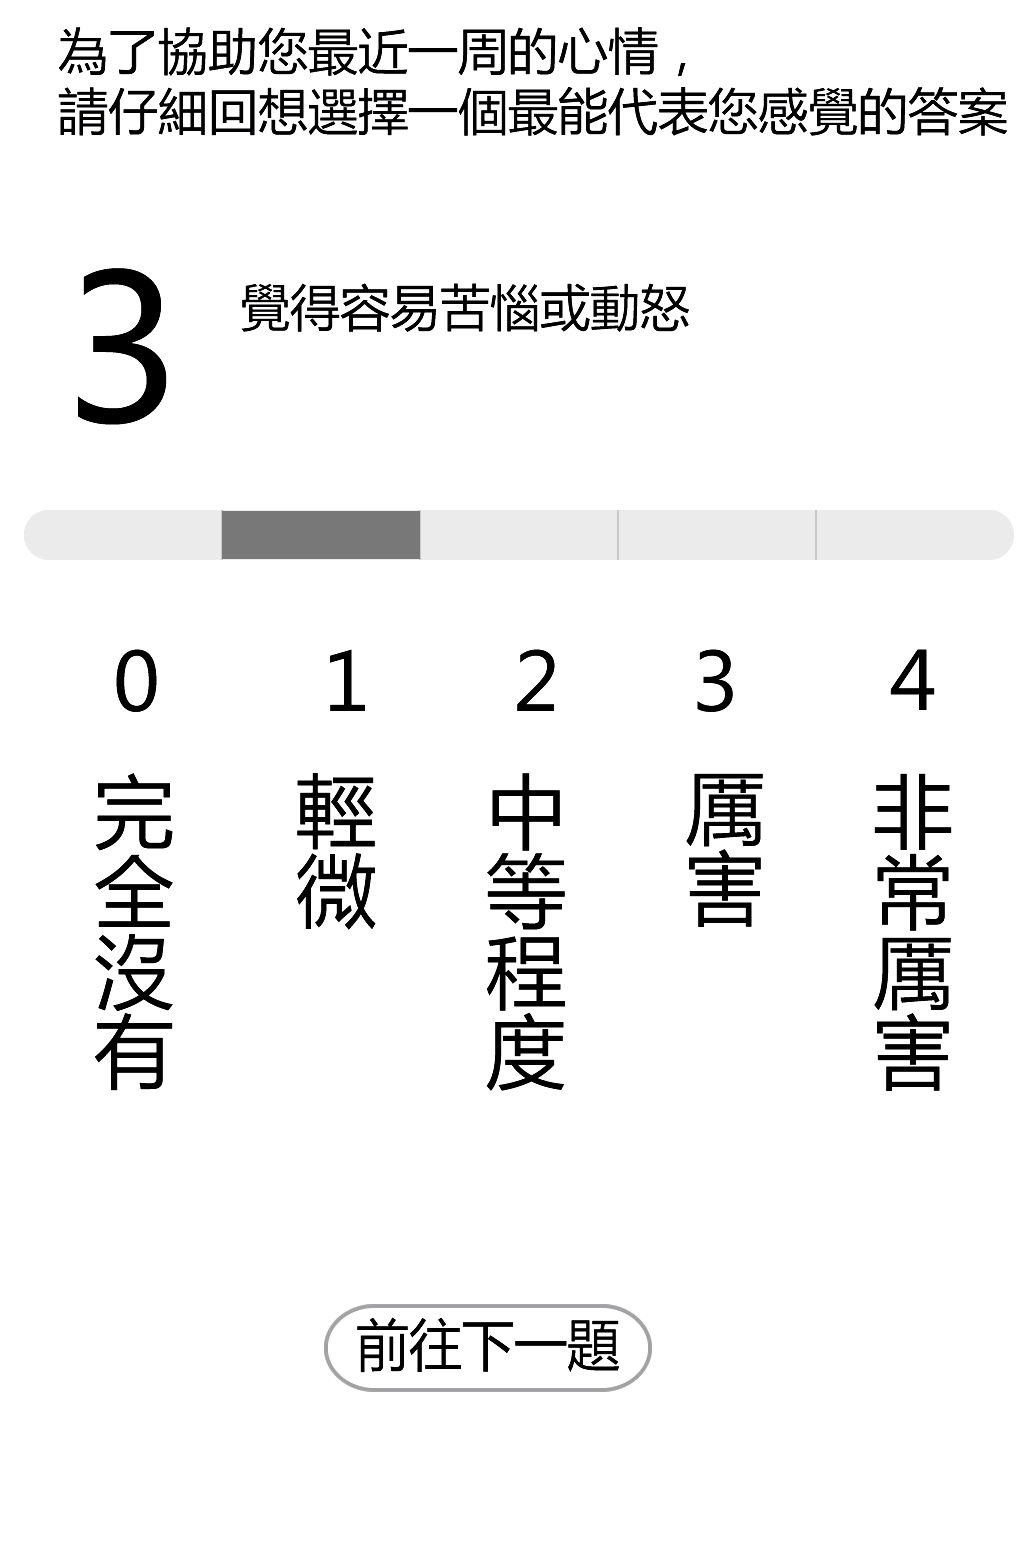 為了協助您最近一周的心情，
請仔細回想選擇一個最能代表您感覺的答案
3
覺得容易苦惱或動怒
0 1 2 3 4
完全沒有
輕微
中等程度
厲害
非常厲害
前往下一題